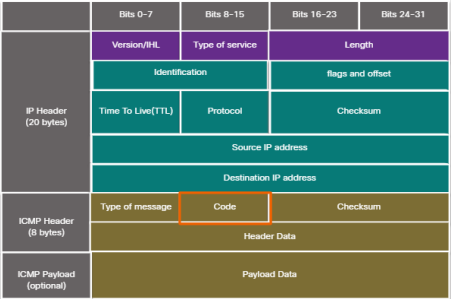 Bits 0-7 Bits 8-15 Bits 16-23 Bits 24-31
Version/IHL Type of service Length
Identification flags and offset
IP Header
(20 bytes)
Time To Live(TTL) Protocol Checksum
Source IP address
Destination IP address
ICMP Header
(8 bytes)
Type of message Code Checksum
Header Data
ICMP Payload
(optional)
Payload Data